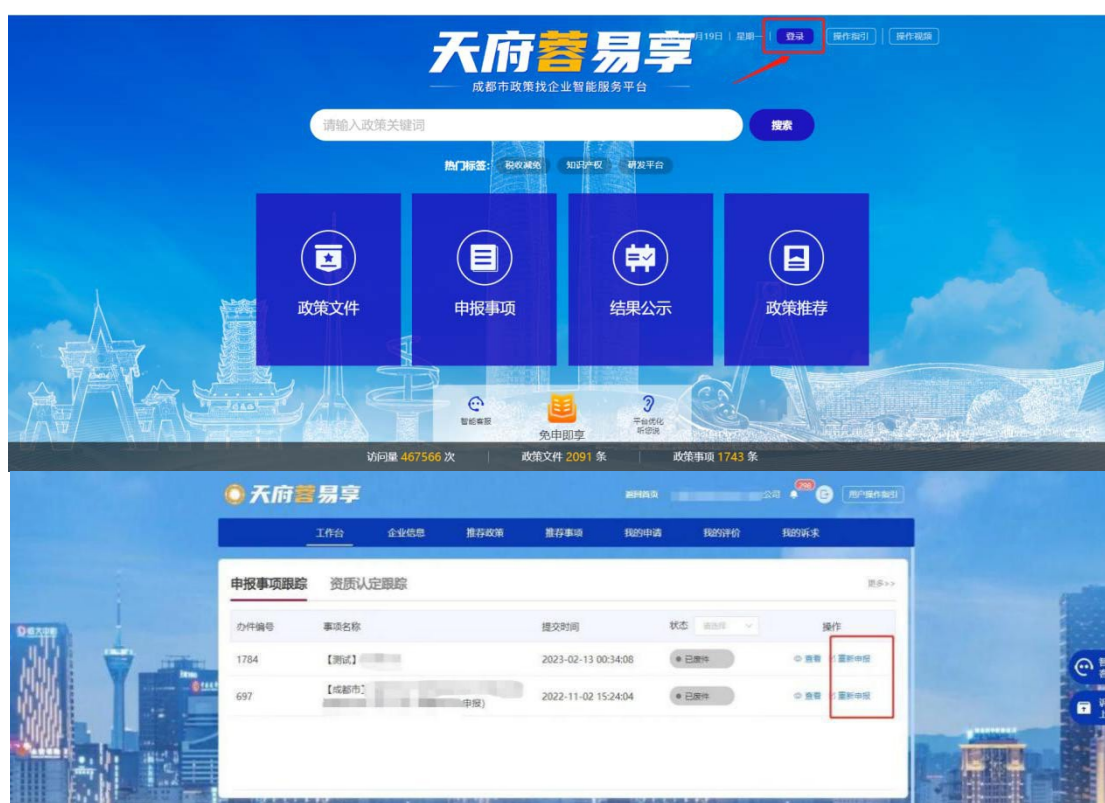 天府蓉易享
月19日 | 星期一 | 登录 操作指引 操作视频
成都市政策找企业智能服务平台
请输入政策关键词 搜索
热门标签： 税收减免 知识产权 研发平台
政策文件 申报事项 结果公示 政策推荐
智能客服 免申即享 平台优化
听您说
访问量 467566 次 | 政策文件 2091 条 | 政策事项 1743 条
天府蓉易享 返回首页 公司 298 用户操作指引
工作台 企业信息 推荐政策 推荐事项 我的申请 我的评价 我的诉求
申报事项跟踪 资质认定跟踪 更多>>
办件编号 事项名称 提交时间 状态 请选择 操作
1784 【测试】 2023-02-13 00:34:08 已废件 查看 重新申报
697 【成都市】 申报) 2022-11-02 15:24:04 已废件 查看 重新申报